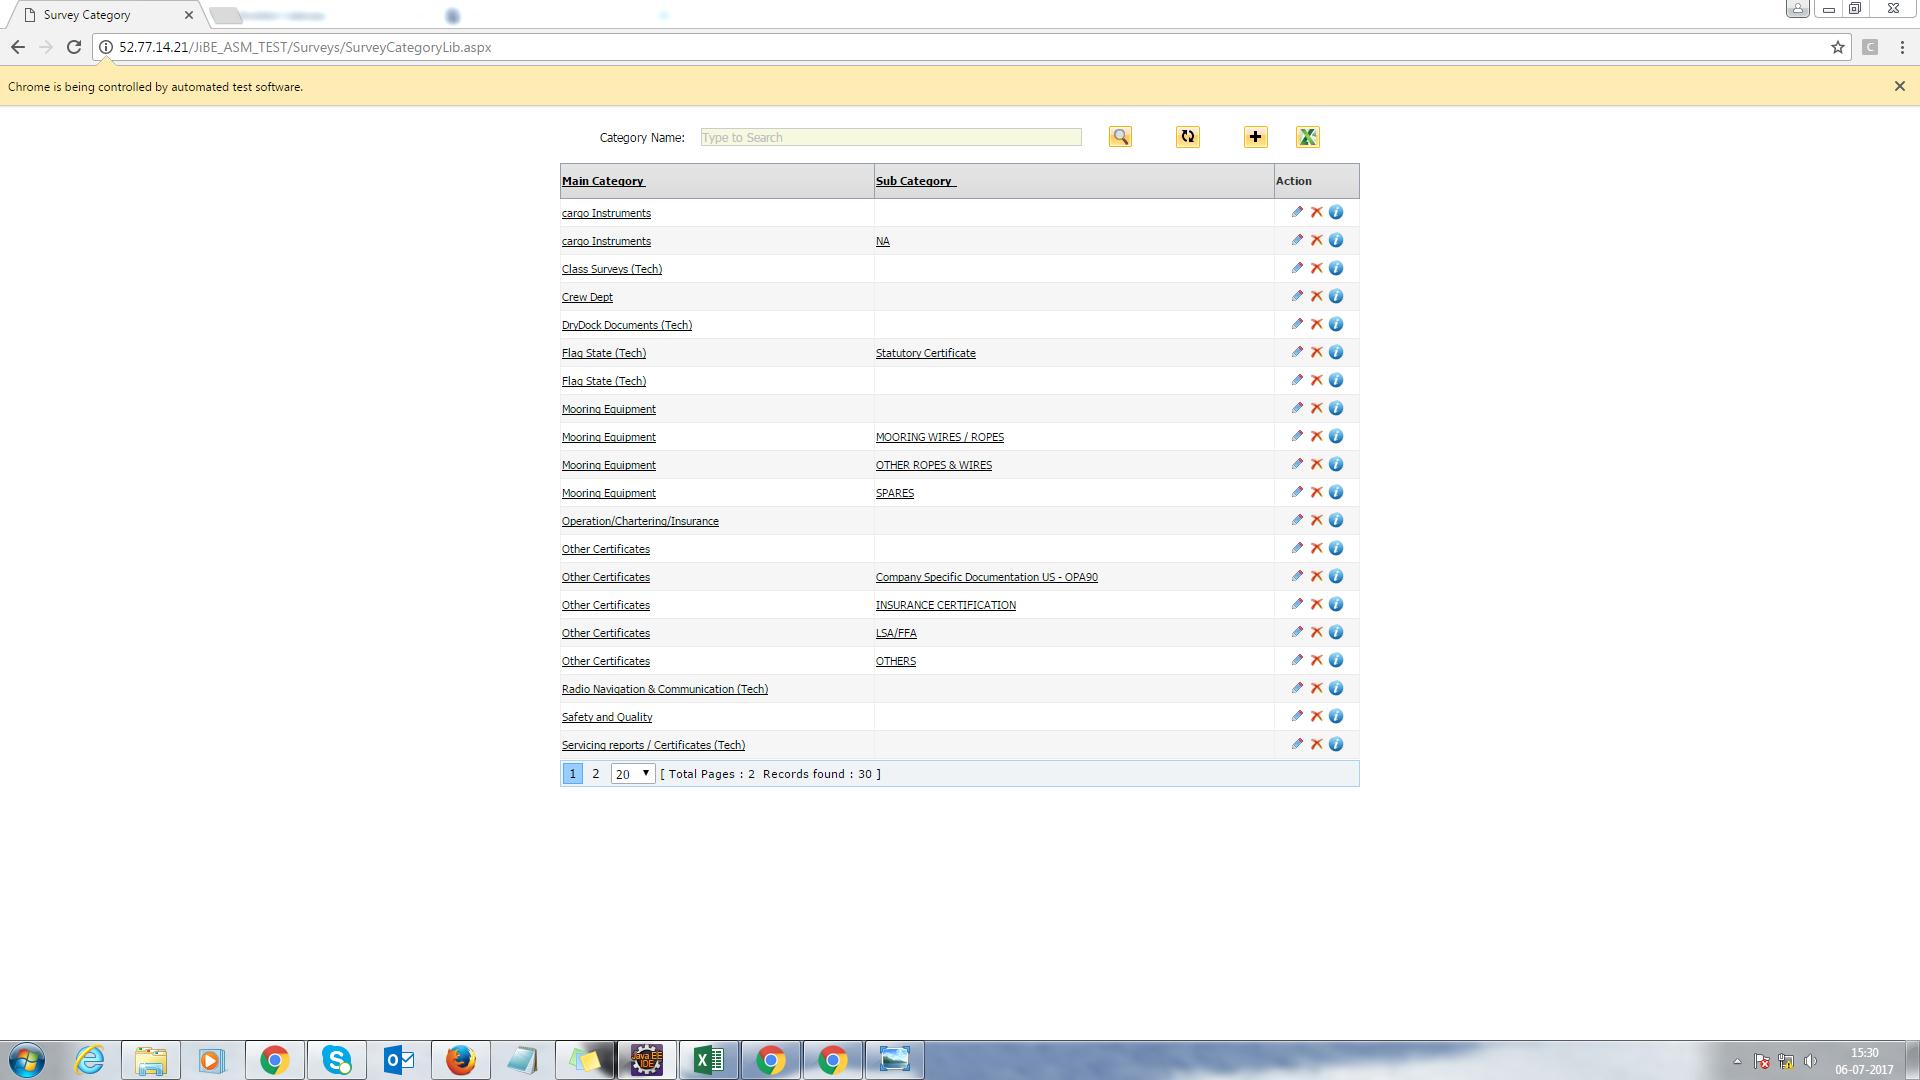 Survey Category
52.77.14.21/JiBE_ASM_TEST/Surveys/SurveyCategoryLib.aspx
C
Chrome is being controlled by automated test software.
Category Name: Type to Search
Main Category Sub Category Action
cargo Instruments
cargo Instruments NA
Class Surveys (Tech)
Crew Dept
DryDock Documents (Tech)
Flag State (Tech) Statutory Certificate
Flag State (Tech)
Mooring Equipment
Mooring Equipment MOORING WIRES / ROPES
Mooring Equipment OTHER ROPES & WIRES
Mooring Equipment SPARES
Operation/Chartering/Insurance
Other Certificates
Other Certificates Company Specific Documentation US - OPA90
Other Certificates INSURANCE CERTIFICATION
Other Certificates LSA/FFA
Other Certificates OTHERS
Radio Navigation & Communication (Tech)
Safety and Quality
Servicing reports / Certificates (Tech)
1 2 20 [ Total Pages : 2 Records found : 30 ]
Java EE
IDE
15:30
06-07-2017